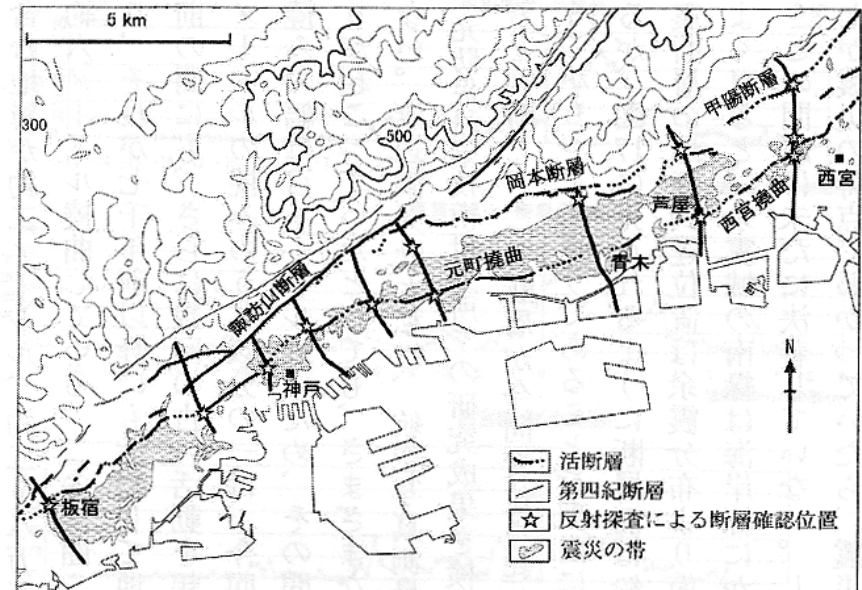 5 km
300
500
甲陽断層
岡本断層
西宮
芦屋
西宮撓曲
諏訪山断層
元町撓曲
青木
神戸
板宿
N
活断層
第四紀断層
反射探査による断層確認位置
震災の帯